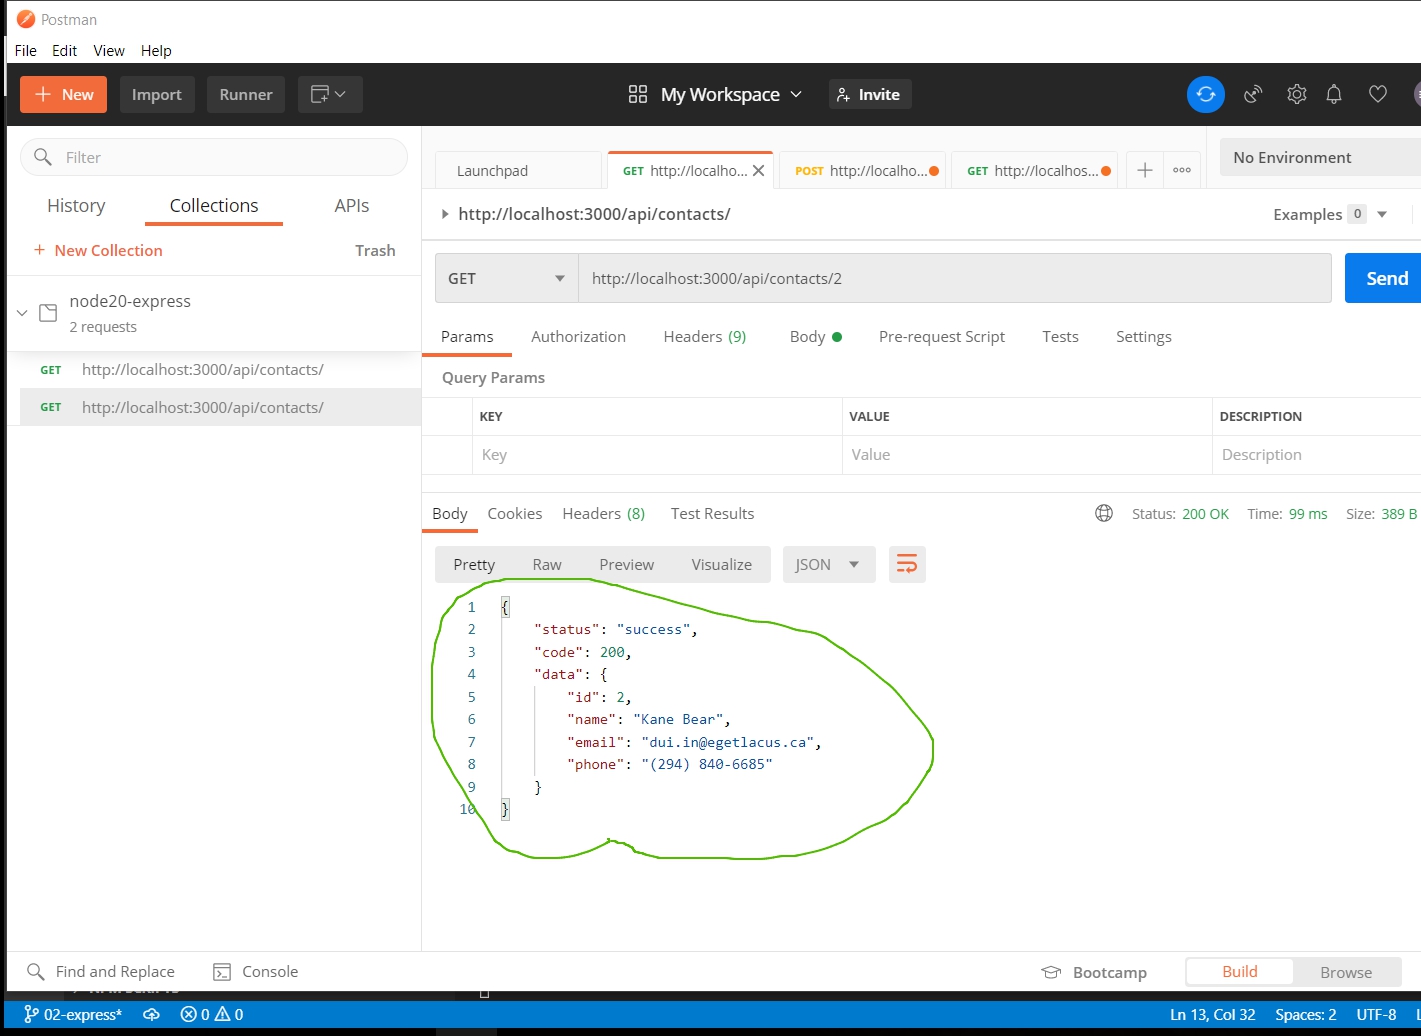 Postman
File Edit View Help
New Import Runner My Workspace Invite
Filter
History Collections APIs
+ New Collection Trash
node20-express
2 requests
GET http://localhost:3000/api/contacts/
GET http://localhost:3000/api/contacts/
Launchpad GET http://localho... POST http://localho... GET http://localhos... No Environment
http://localhost:3000/api/contacts/ Examples 0
GET http://localhost:3000/api/contacts/2 Send
Params Authorization Headers (9) Body Pre-request Script Tests Settings
Query Params
KEY VALUE DESCRIPTION
Key Value Description
Body Cookies Headers (8) Test Results Status: 200 OK Time: 99 ms Size: 389 B
Pretty Raw Preview Visualize JSON
1 {
2 "status": "success",
3 "code": 200,
4 "data": {
5 "id": 2,
6 "name": "Kane Bear",
7 "email": "dui.in@egetlacus.ca",
8 "phone": "(294) 840-6685"
9 }
10 }
Find and Replace Console Bootcamp Build Browse
02-express* 0 0 Ln 13, Col 32 Spaces: 2 UTF-8